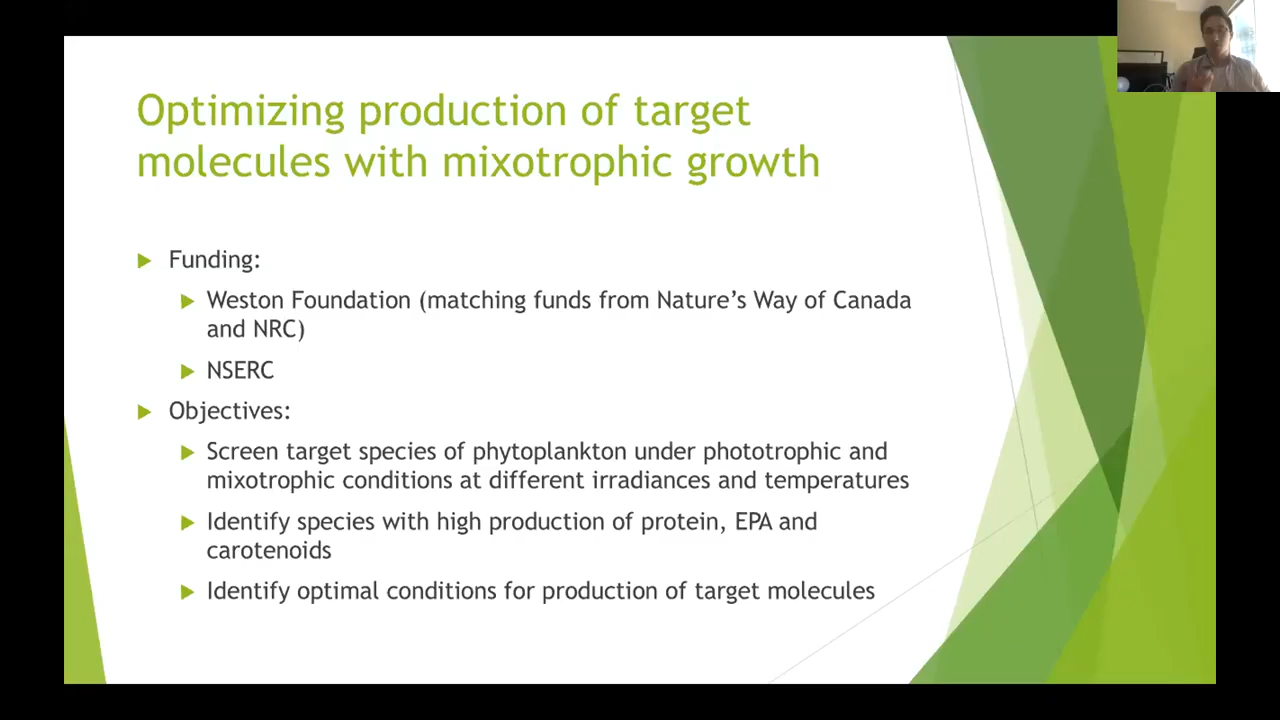 Optimizing production of target
molecules with mixotrophic growth
Funding:
Weston Foundation (matching funds from Nature’s Way of Canada
and NRC)
NSERC
Objectives:
Screen target species of phytoplankton under phototrophic and
mixotrophic conditions at different irradiances and temperatures
Identify species with high production of protein, EPA and
carotenoids
Identify optimal conditions for production of target molecules